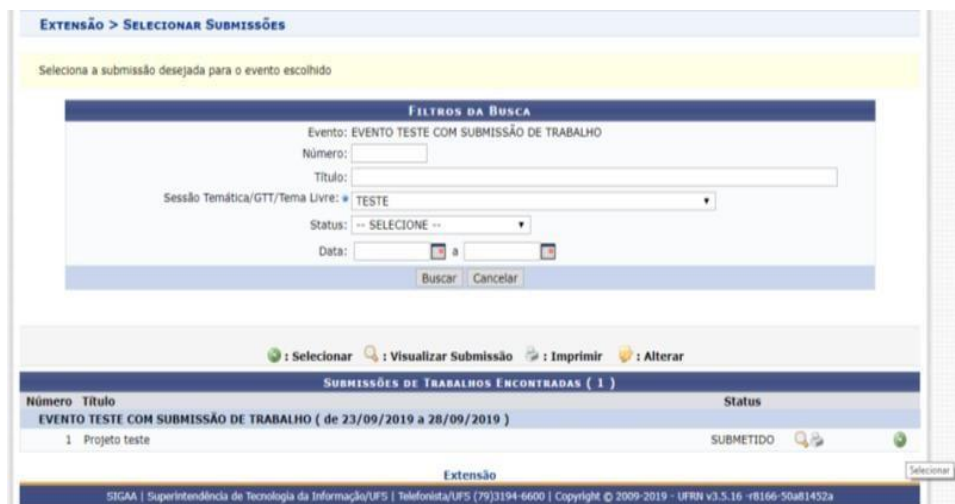 EXTENSÃO > SELECIONAR SUBMISSÕES
Seleciona a submissão desejada para o evento escolhido
FILTROS DA BUSCA
Evento: EVENTO TESTE COM SUBMISSÃO DE TRABALHO
Número:
Título:
Sessão Temática/GTT/Tema Livre: TESTE
Status: -- SELECIONE --
Data: a
Buscar Cancelar
: Selecionar : Visualizar Submissão : Imprimir : Alterar
SUBMISSÕES DE TRABALHOS ENCONTRADAS ( 1 )
Número Título Status
EVENTO TESTE COM SUBMISSÃO DE TRABALHO ( de 23/09/2019 a 28/09/2019 )
1 Projeto teste SUBMETIDO
Selecionar
Extensão
SIGAA | Superintendência de Tecnologia da Informação/UFS | Telefonista/UFS (79)3194-6600 | Copyright © 2009-2019 - UFRN v3.5.16 -r8166-50a81452a